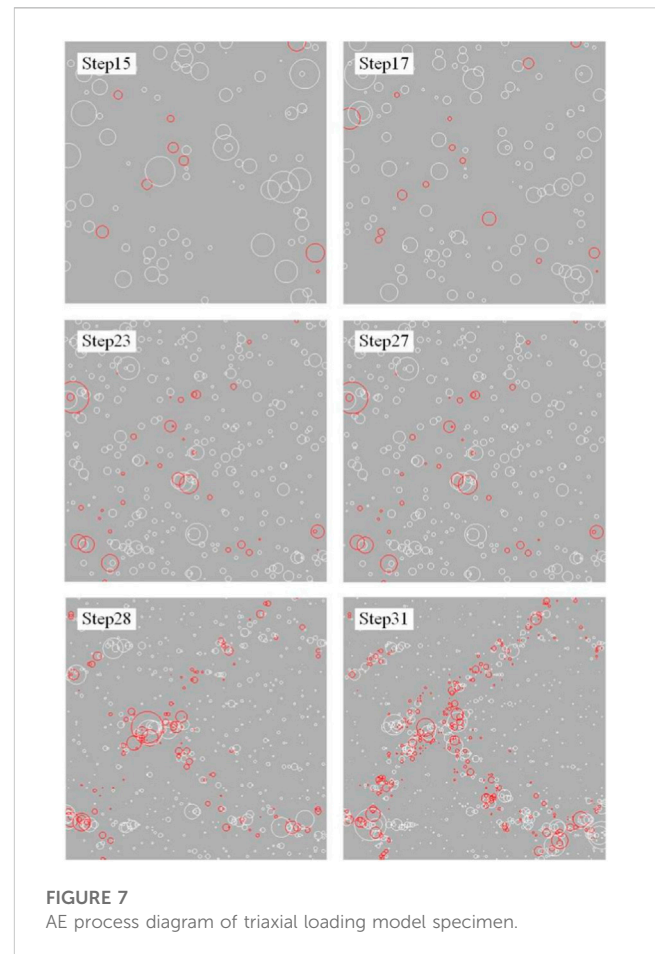 Step15
Step17
Step23
Step27
Step28
Step31
FIGURE 7
AE process diagram of triaxial loading model specimen.